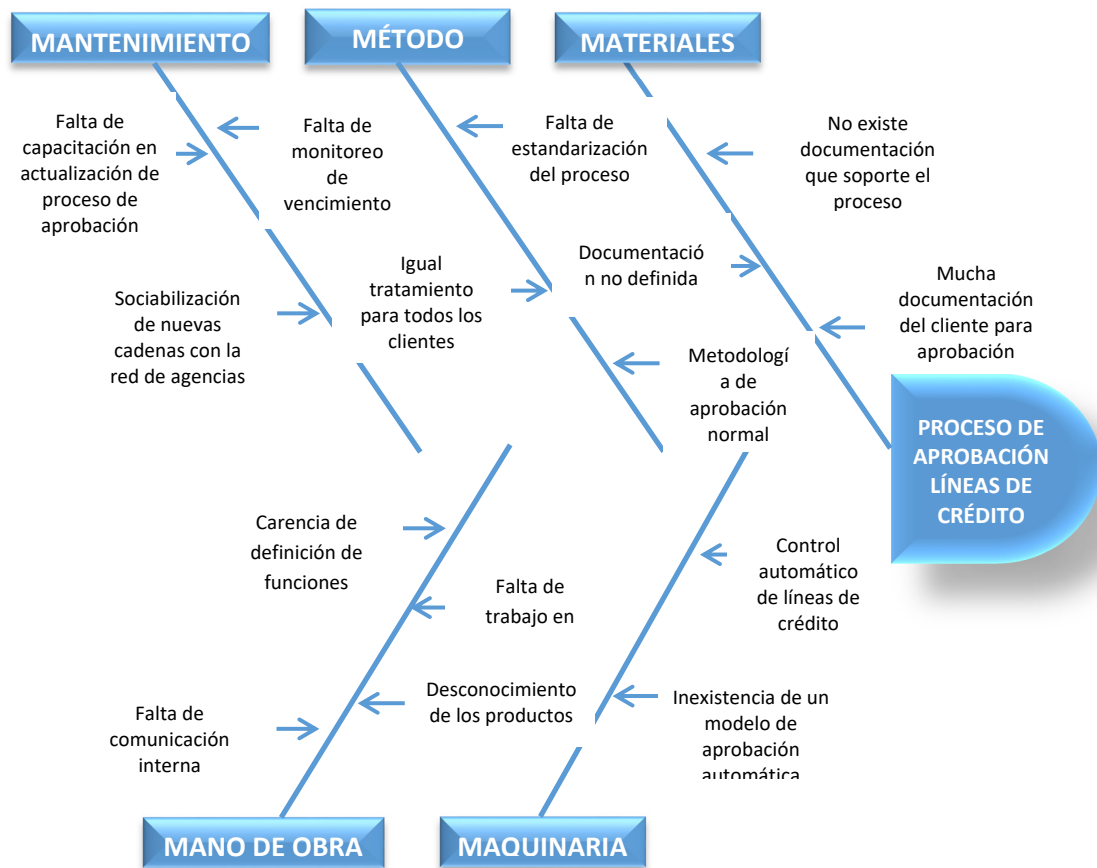 MANTENIMIENTO
MÉTODO
MATERIALES
Falta de
capacitación en
actualización de
proceso de
aprobación
Falta de
monitoreo
de
vencimiento
Falta de
estandarización
del proceso
No existe
documentación
que soporte el
proceso
Sociabilización
de nuevas
cadenas con la
red de agencias
Igual
tratamiento
para todos los
clientes
Documentació
n no definida
Mucha
documentación
del cliente para
aprobación
Metodologí
a de
aprobación
normal
PROCESO DE
APROBACIÓN
LÍNEAS DE
CRÉDITO
Carencia de
definición de
funciones
Falta de
trabajo en
Control
automático
de líneas de
crédito
Falta de
comunicación
interna
Desconocimiento
de los productos
Inexistencia de un
modelo de
aprobación
automática
MANO DE OBRA
MAQUINARIA